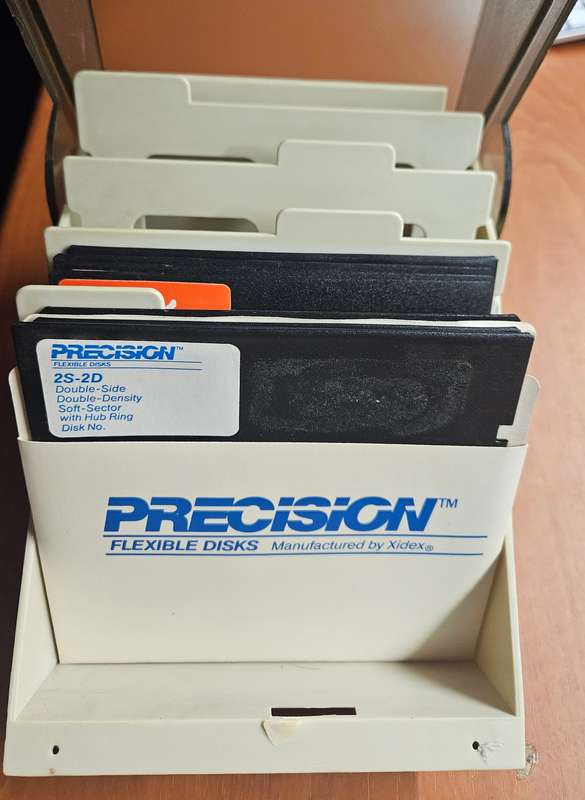 PRECISION™
FLEXIBLE DISKS
2S-2D
Double-Side
Double-Density
Soft-Sector
with Hub Ring
Disk No.
PRECISION™
FLEXIBLE DISKS Manufactured by Xidex®